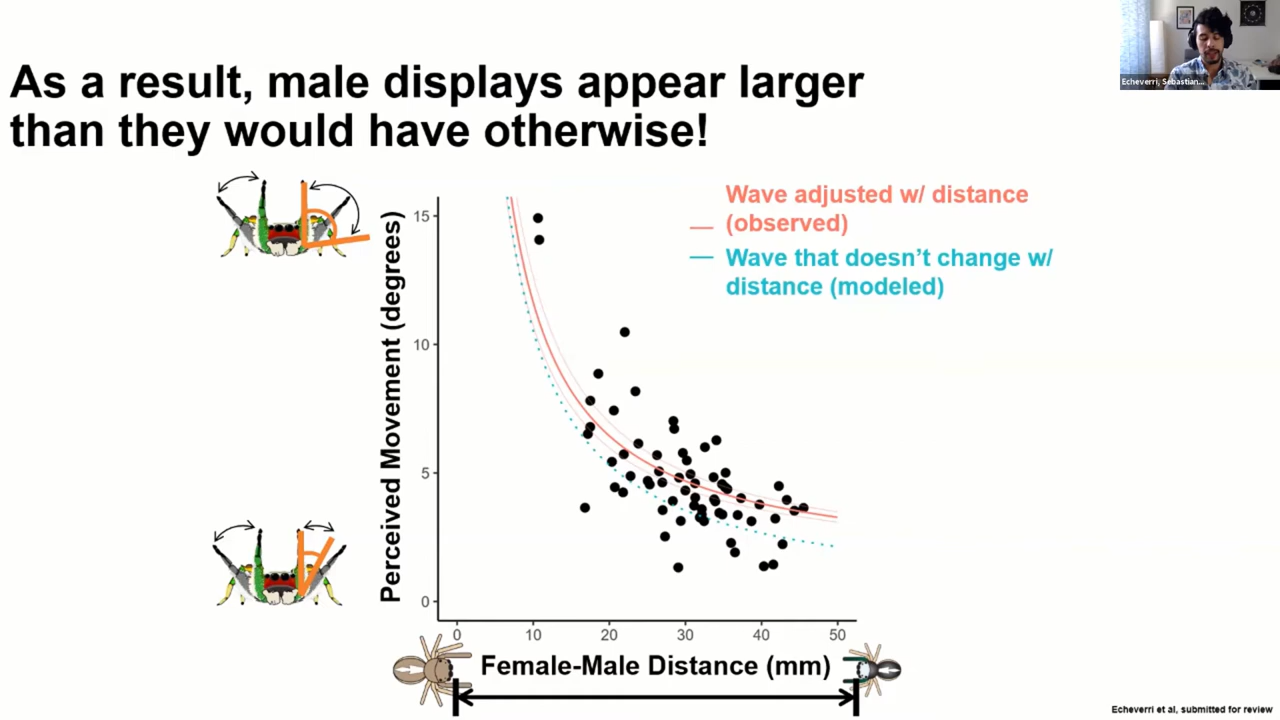 Echeverri, Sebastian...
As a result, male displays appear larger
than they would have otherwise!
Wave adjusted w/ distance
(observed)
Wave that doesn't change w/
distance (modeled)
Perceived Movement (degrees)
15
10
5
0
0 10 20 30 40 50
Female-Male Distance (mm)
Echeverri et al, submitted for review